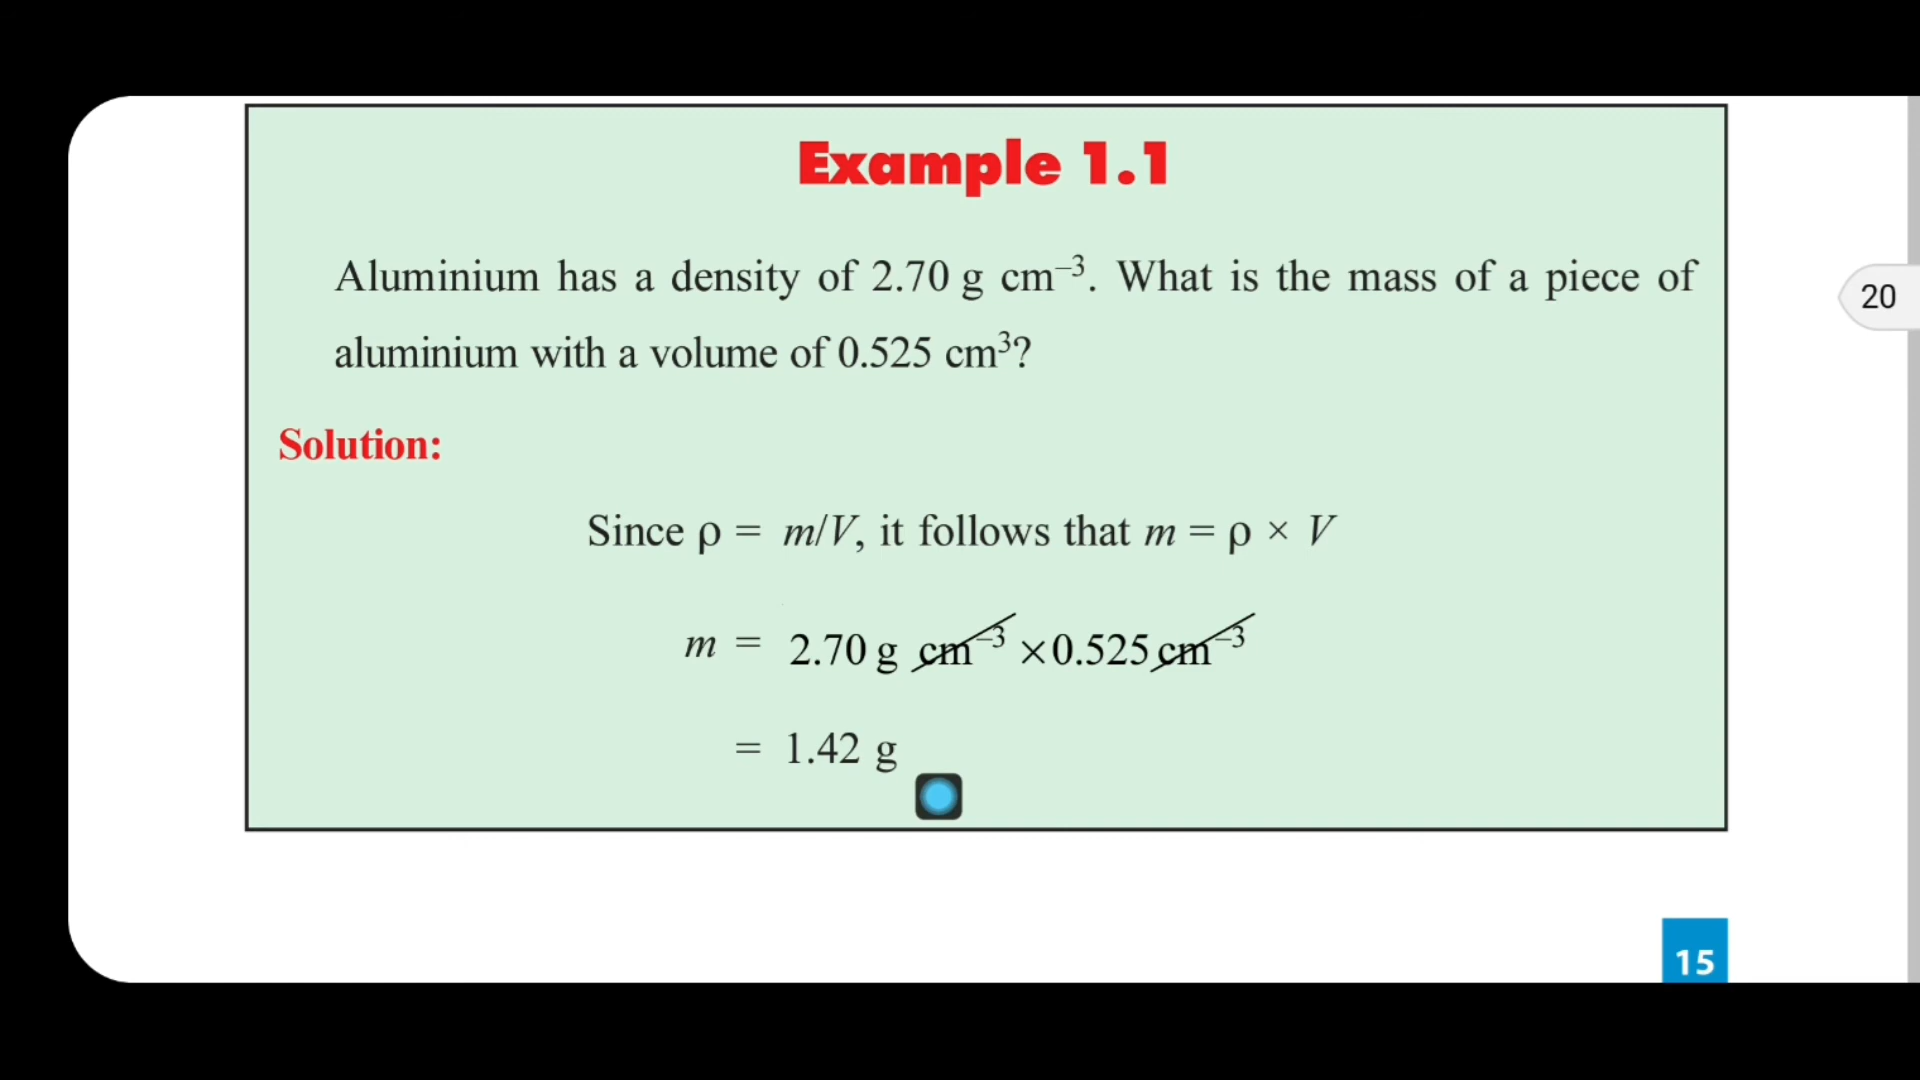 Example 1.1
Aluminium has a density of 2.70 g cm⁻³. What is the mass of a piece of
20
aluminium with a volume of 0.525 cm³?
Solution:
Since ρ = m/V, it follows that m = ρ × V
m = 2.70 g cm⁻³ ×0.525 cm⁻³
= 1.42 g
15